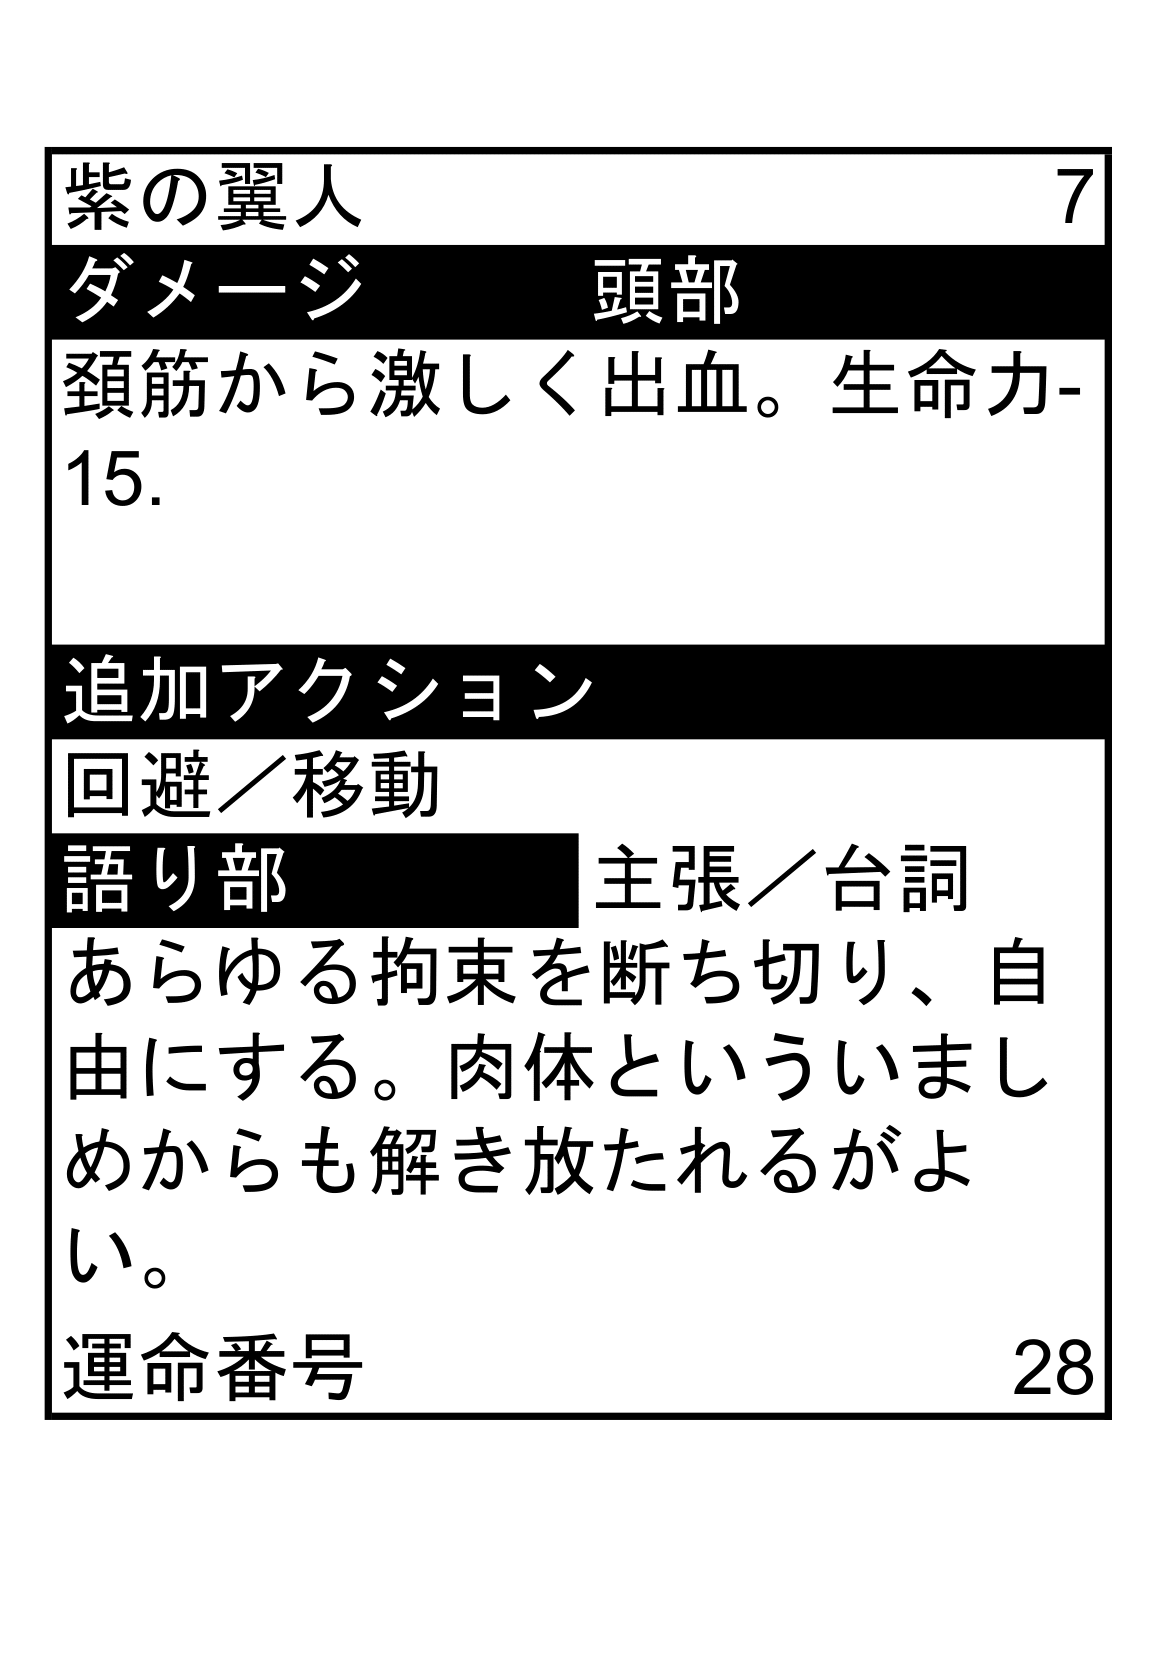 紫の翼人 7
ダメージ 頭部
頚筋から激しく出血。生命力-
15.
追加アクション
回避／移動
語り部 主張／台詞
あらゆる拘束を断ち切り、自
由にする。肉体といういまし
めからも解き放たれるがよ
い。
運命番号 28